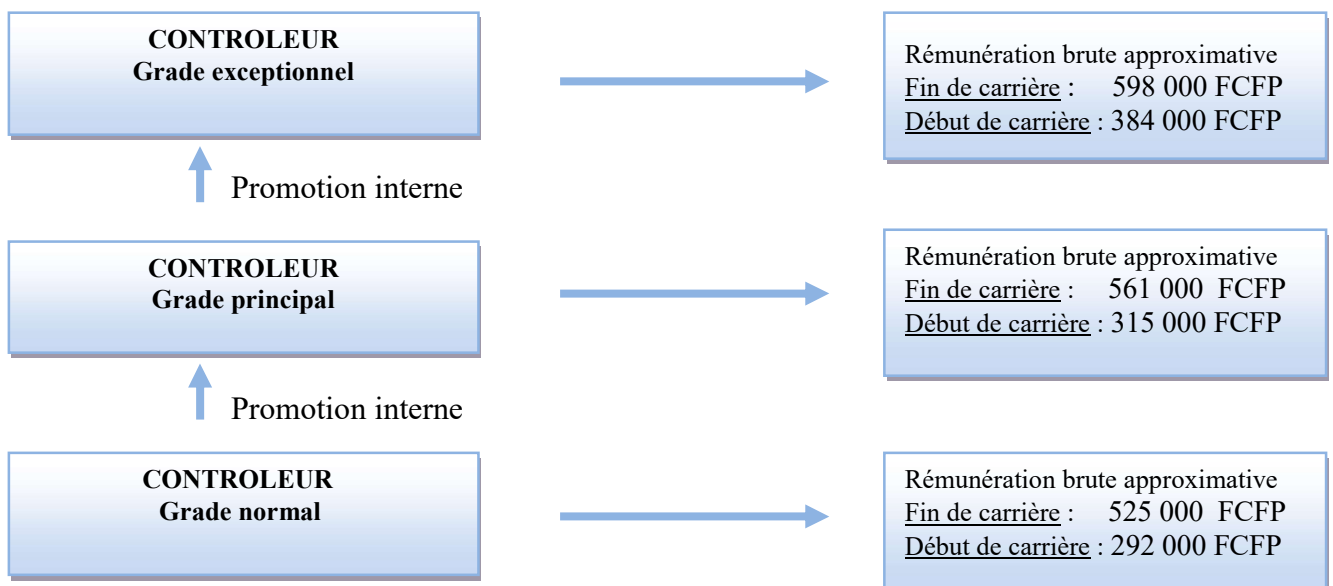 CONTROLEUR
Grade exceptionnel
Rémunération brute approximative
Fin de carrière : 598 000 FCFP
Début de carrière : 384 000 FCFP
Promotion interne
CONTROLEUR
Grade principal
Rémunération brute approximative
Fin de carrière : 561 000 FCFP
Début de carrière : 315 000 FCFP
Promotion interne
CONTROLEUR
Grade normal
Rémunération brute approximative
Fin de carrière : 525 000 FCFP
Début de carrière : 292 000 FCFP